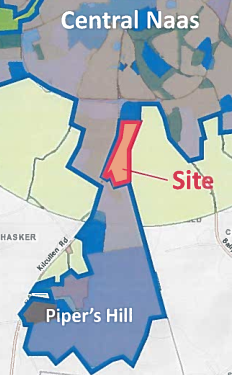 Central Naas
Site
HASKER
Kilcullen Rd
C
Piper's Hill